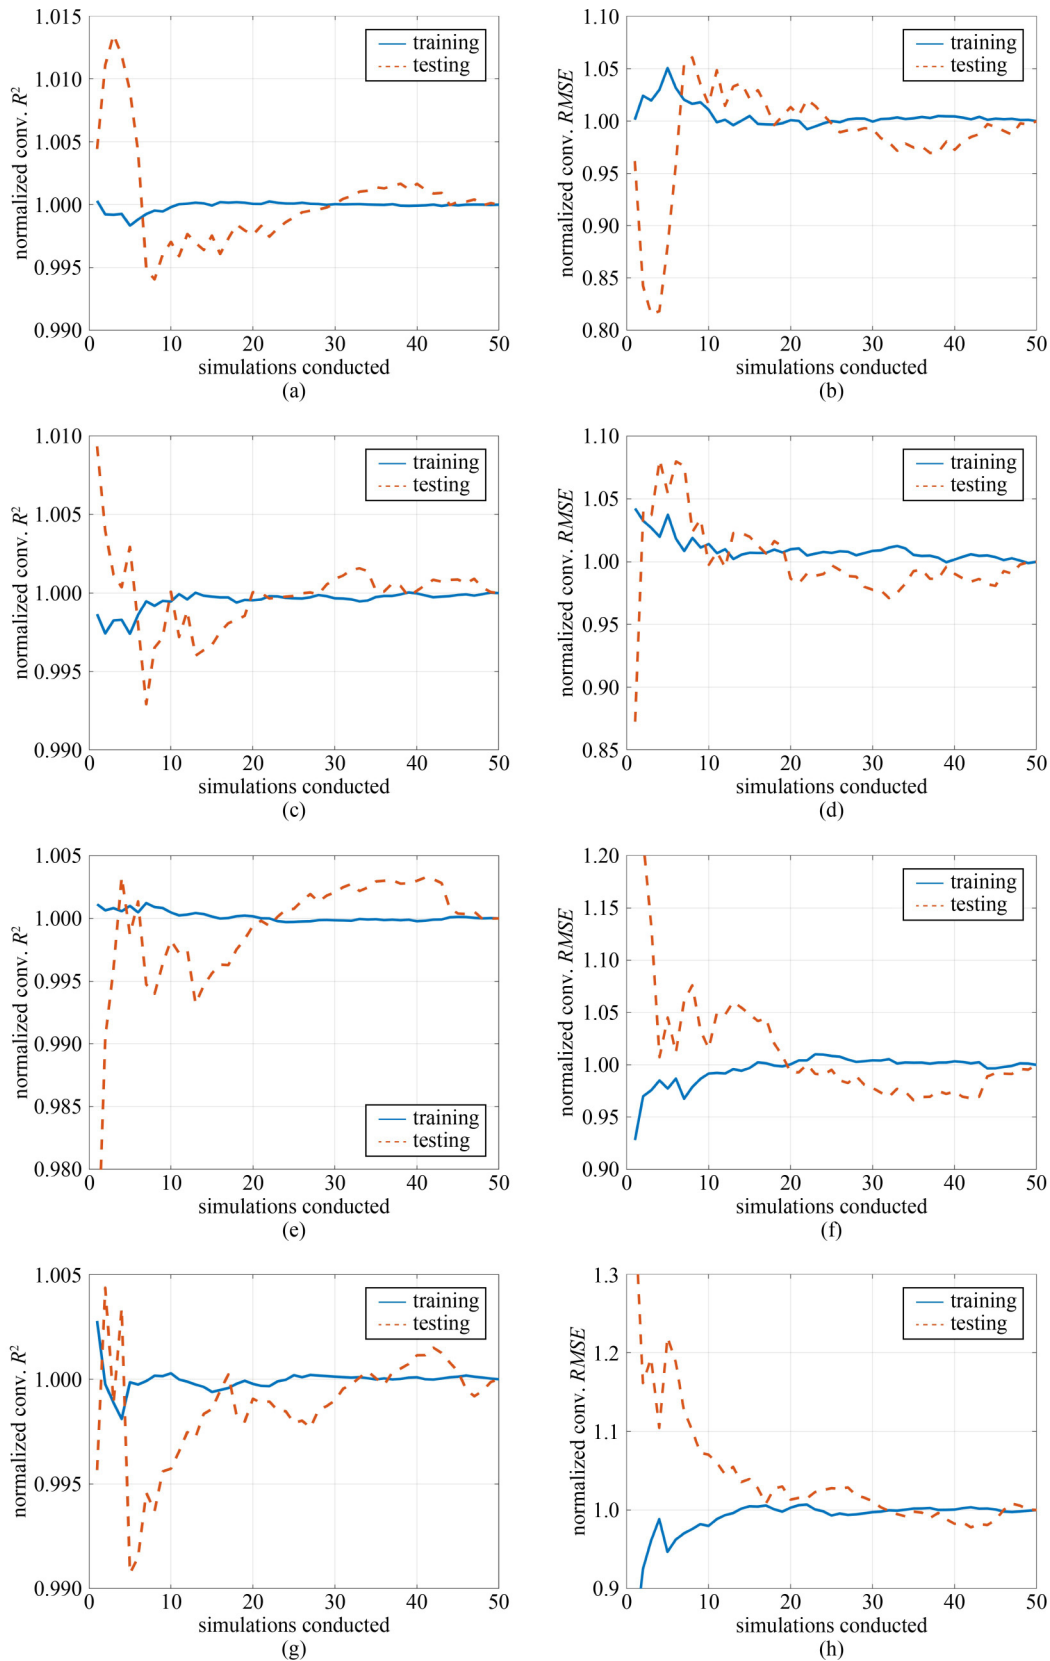 1.015
1.010
1.005
1.000
0.995
0.990
normalized conv. R²
training
testing
0 10 20 30 40 50
simulations conducted
(a)
1.10
1.05
1.00
0.95
0.90
0.85
0.80
normalized conv. RMSE
training
testing
0 10 20 30 40 50
simulations conducted
(b)
1.010
1.005
1.000
0.995
0.990
normalized conv. R²
training
testing
0 10 20 30 40 50
simulations conducted
(c)
1.10
1.05
1.00
0.95
0.90
0.85
normalized conv. RMSE
training
testing
0 10 20 30 40 50
simulations conducted
(d)
1.005
1.000
0.995
0.990
0.985
0.980
normalized conv. R²
training
testing
0 10 20 30 40 50
simulations conducted
(e)
1.20
1.15
1.10
1.05
1.00
0.95
0.90
normalized conv. RMSE
training
testing
0 10 20 30 40 50
simulations conducted
(f)
1.005
1.000
0.995
0.990
normalized conv. R²
training
testing
0 10 20 30 40 50
simulations conducted
(g)
1.3
1.2
1.1
1.0
0.9
normalized conv. RMSE
training
testing
0 10 20 30 40 50
simulations conducted
(h)